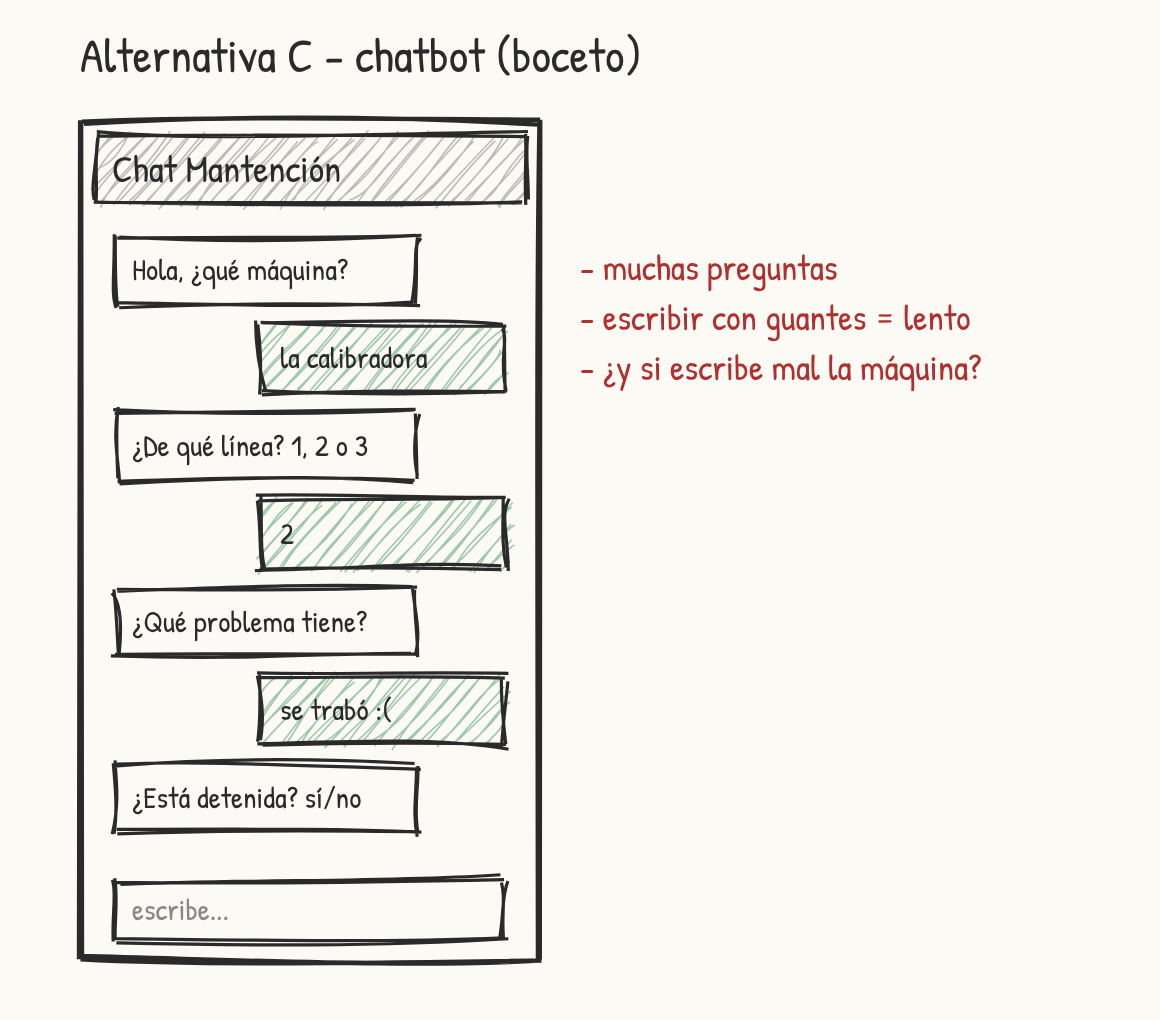 Alternativa C - chatbot (boceto)
Chat Mantención
Hola, ¿qué máquina?
la calibradora
¿De qué línea? 1, 2 o 3
2
¿Qué problema tiene?
se trabó :(
¿Está detenida? sí/no
escribe...
- muchas preguntas
- escribir con guantes = lento
- ¿y si escribe mal la máquina?